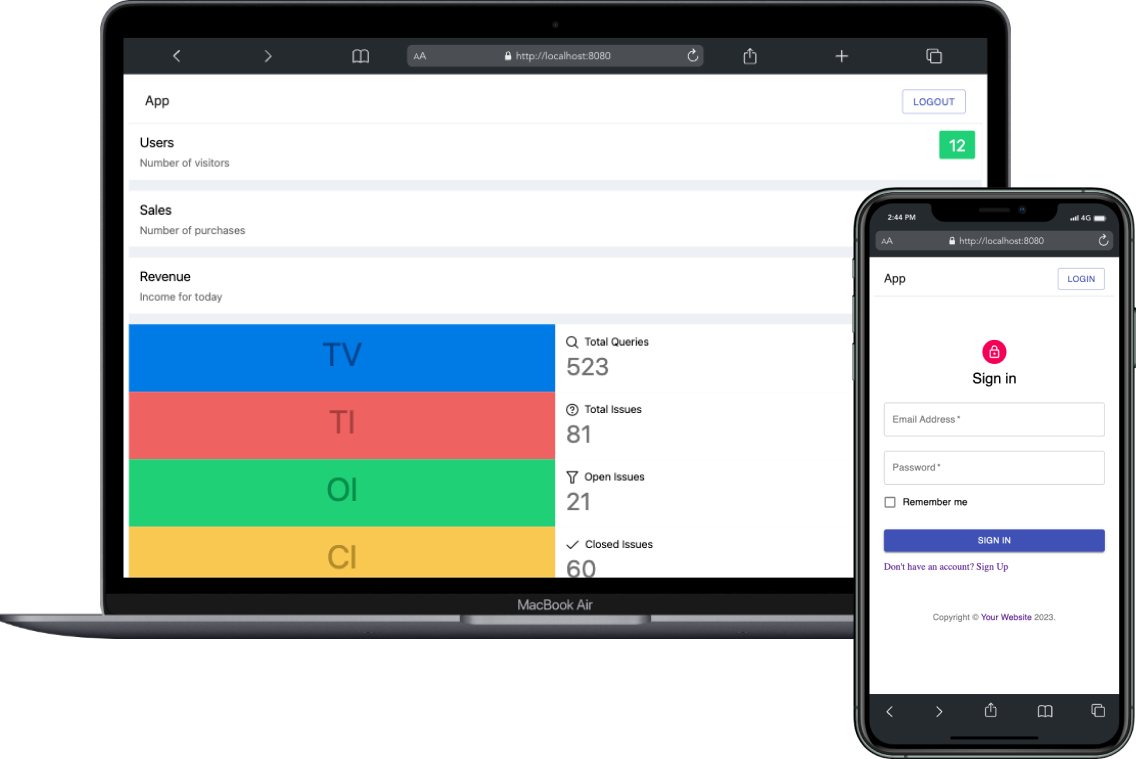 AA http://localhost:8080
App LOGOUT
Users 12
Number of visitors
Sales
Number of purchases
Revenue
Income for today
TV Total Queries
523
TI Total Issues
81
OI Open Issues
21
CI Closed Issues
60
MacBook Air
2:44 PM 4G
AA http://localhost:8080
App LOGIN
Sign in
Email Address *
Password *
Remember me
SIGN IN
Don't have an account? Sign Up
Copyright © Your Website 2023.